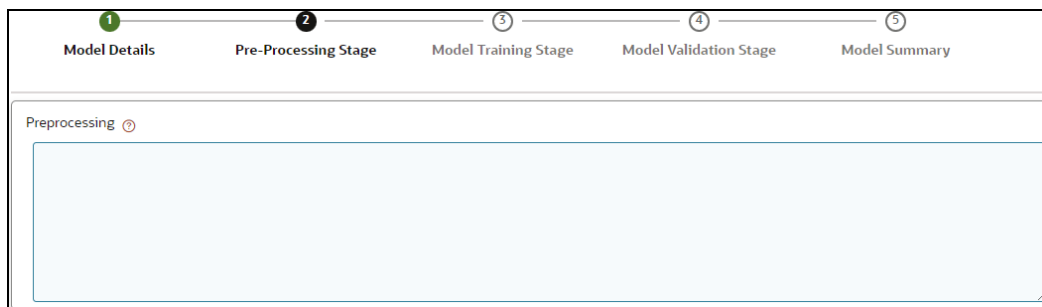 1 2 3 4 5
Model Details Pre-Processing Stage Model Training Stage Model Validation Stage Model Summary
Preprocessing ?